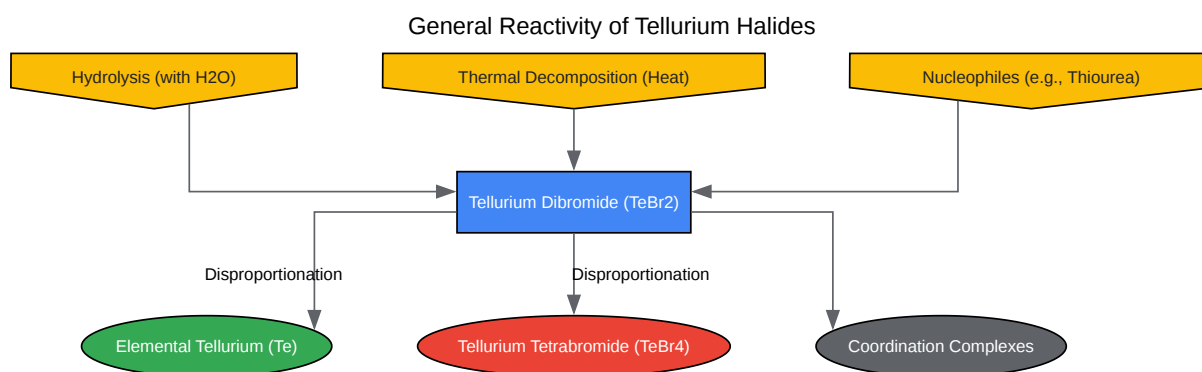 General Reactivity of Tellurium Halides
Hydrolysis (with H2O)
Thermal Decomposition (Heat)
Nucleophiles (e.g., Thiourea)
Tellurium Dibromide (TeBr2)
Disproportionation
Disproportionation
Elemental Tellurium (Te)
Tellurium Tetrabromide (TeBr4)
Coordination Complexes